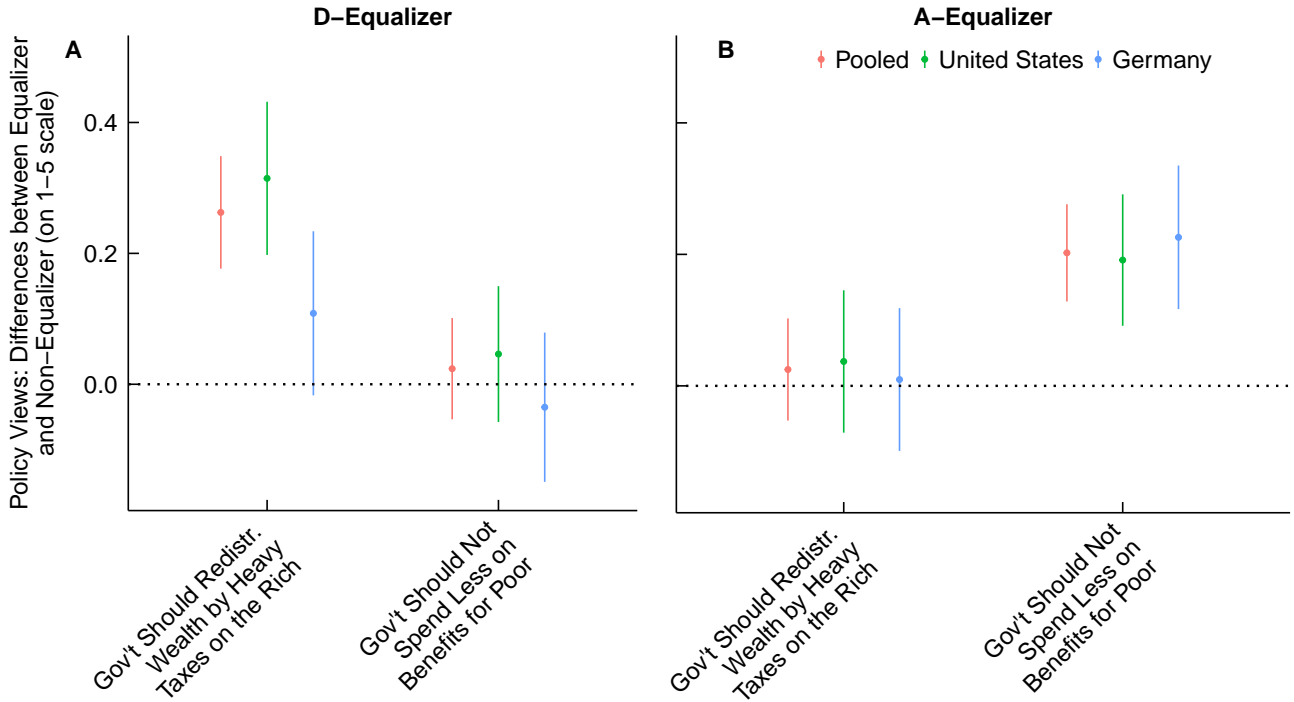 D−Equalizer
A−Equalizer
A
B
Pooled
United States
Germany
Policy Views: Differences between Equalizer
and Non−Equalizer (on 1−5 scale)
0.4
0.2
0.0
Gov't Should Redistr.
Wealth by Heavy
Taxes on the Rich
Gov't Should Not
Spend Less on
Benefits for Poor
Gov't Should Redistr.
Wealth by Heavy
Taxes on the Rich
Gov't Should Not
Spend Less on
Benefits for Poor